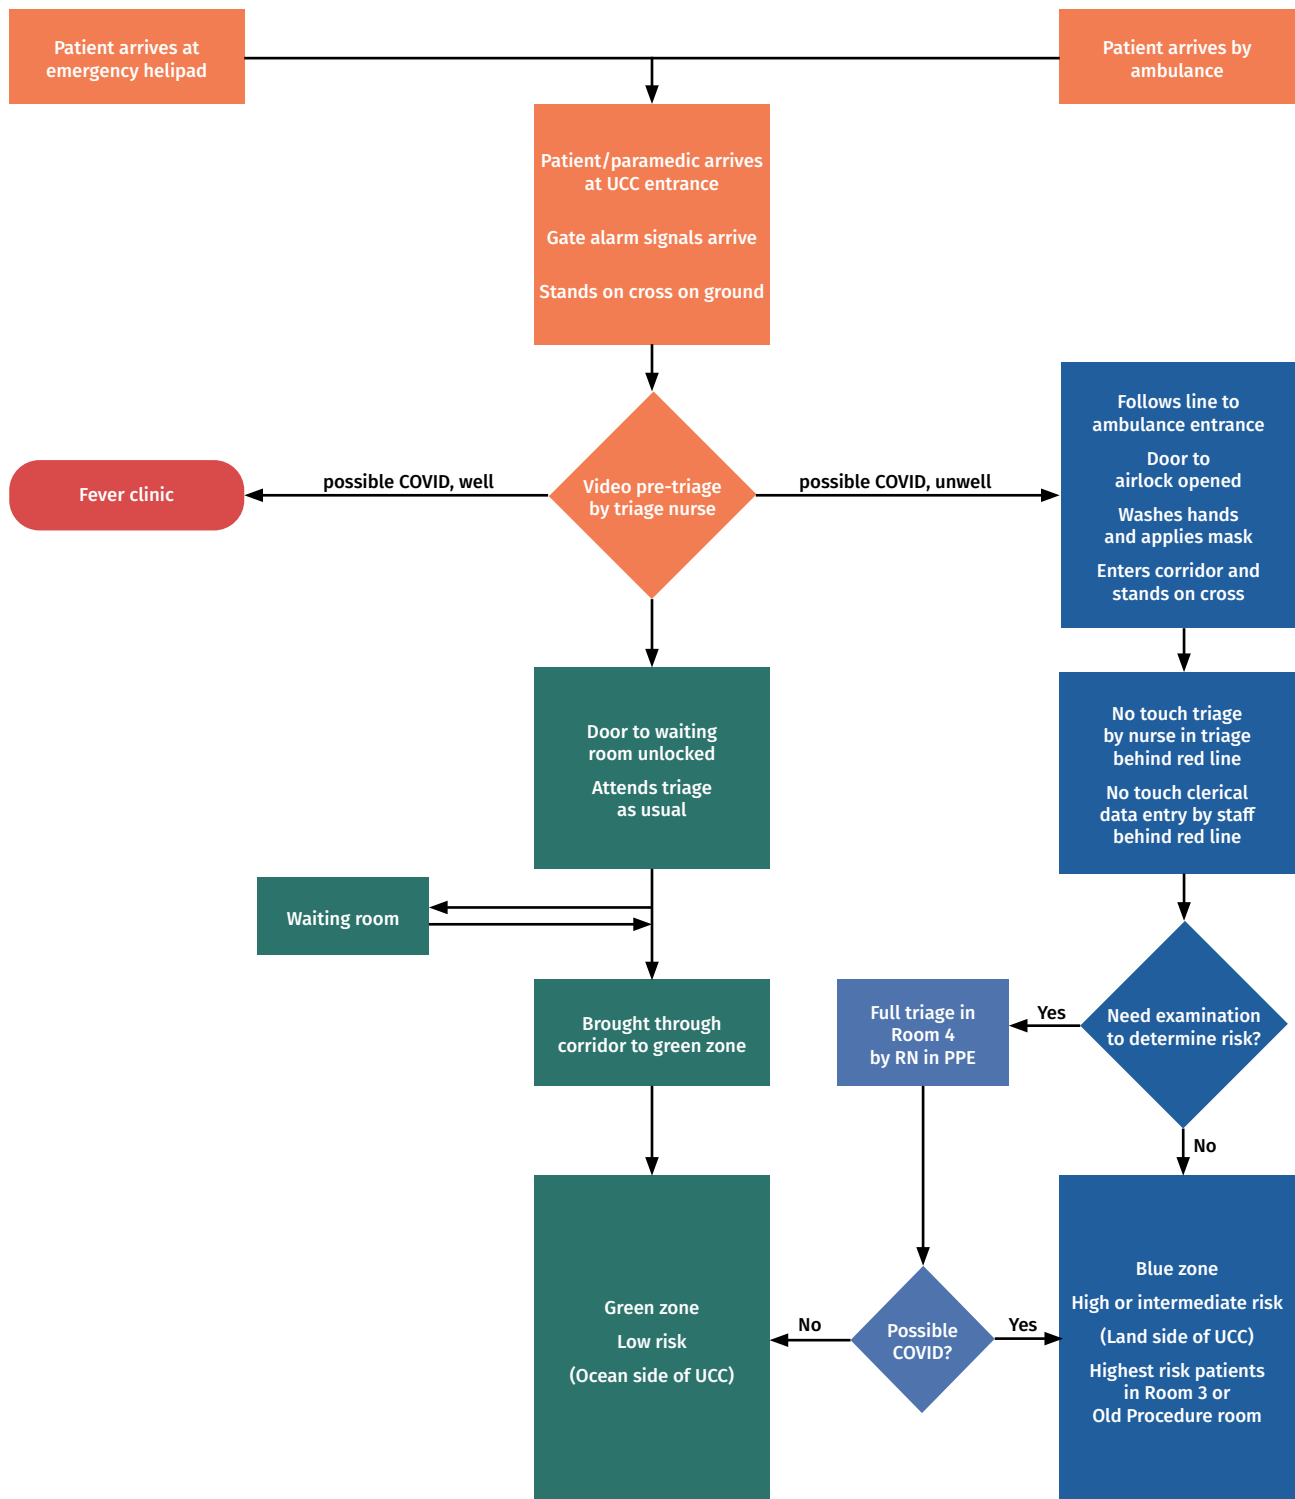 Patient arrives at
emergency helipad
Patient arrives by
ambulance
Patient/paramedic arrives
at UCC entrance
Gate alarm signals arrive
Stands on cross on ground
Video pre-triage
by triage nurse
possible COVID, well
Fever clinic
possible COVID, unwell
Follows line to
ambulance entrance
Door to
airlock opened
Washes hands
and applies mask
Enters corridor and
stands on cross
Door to waiting
room unlocked
Attends triage
as usual
No touch triage
by nurse in triage
behind red line
No touch clerical
data entry by staff
behind red line
Waiting room
Brought through
corridor to green zone
Full triage in
Room 4
by RN in PPE
Yes
Need examination
to determine risk?
No
Green zone
Low risk
(Ocean side of UCC)
No
Possible
COVID?
Yes
Blue zone
High or intermediate risk
(Land side of UCC)
Highest risk patients
in Room 3 or
Old Procedure room